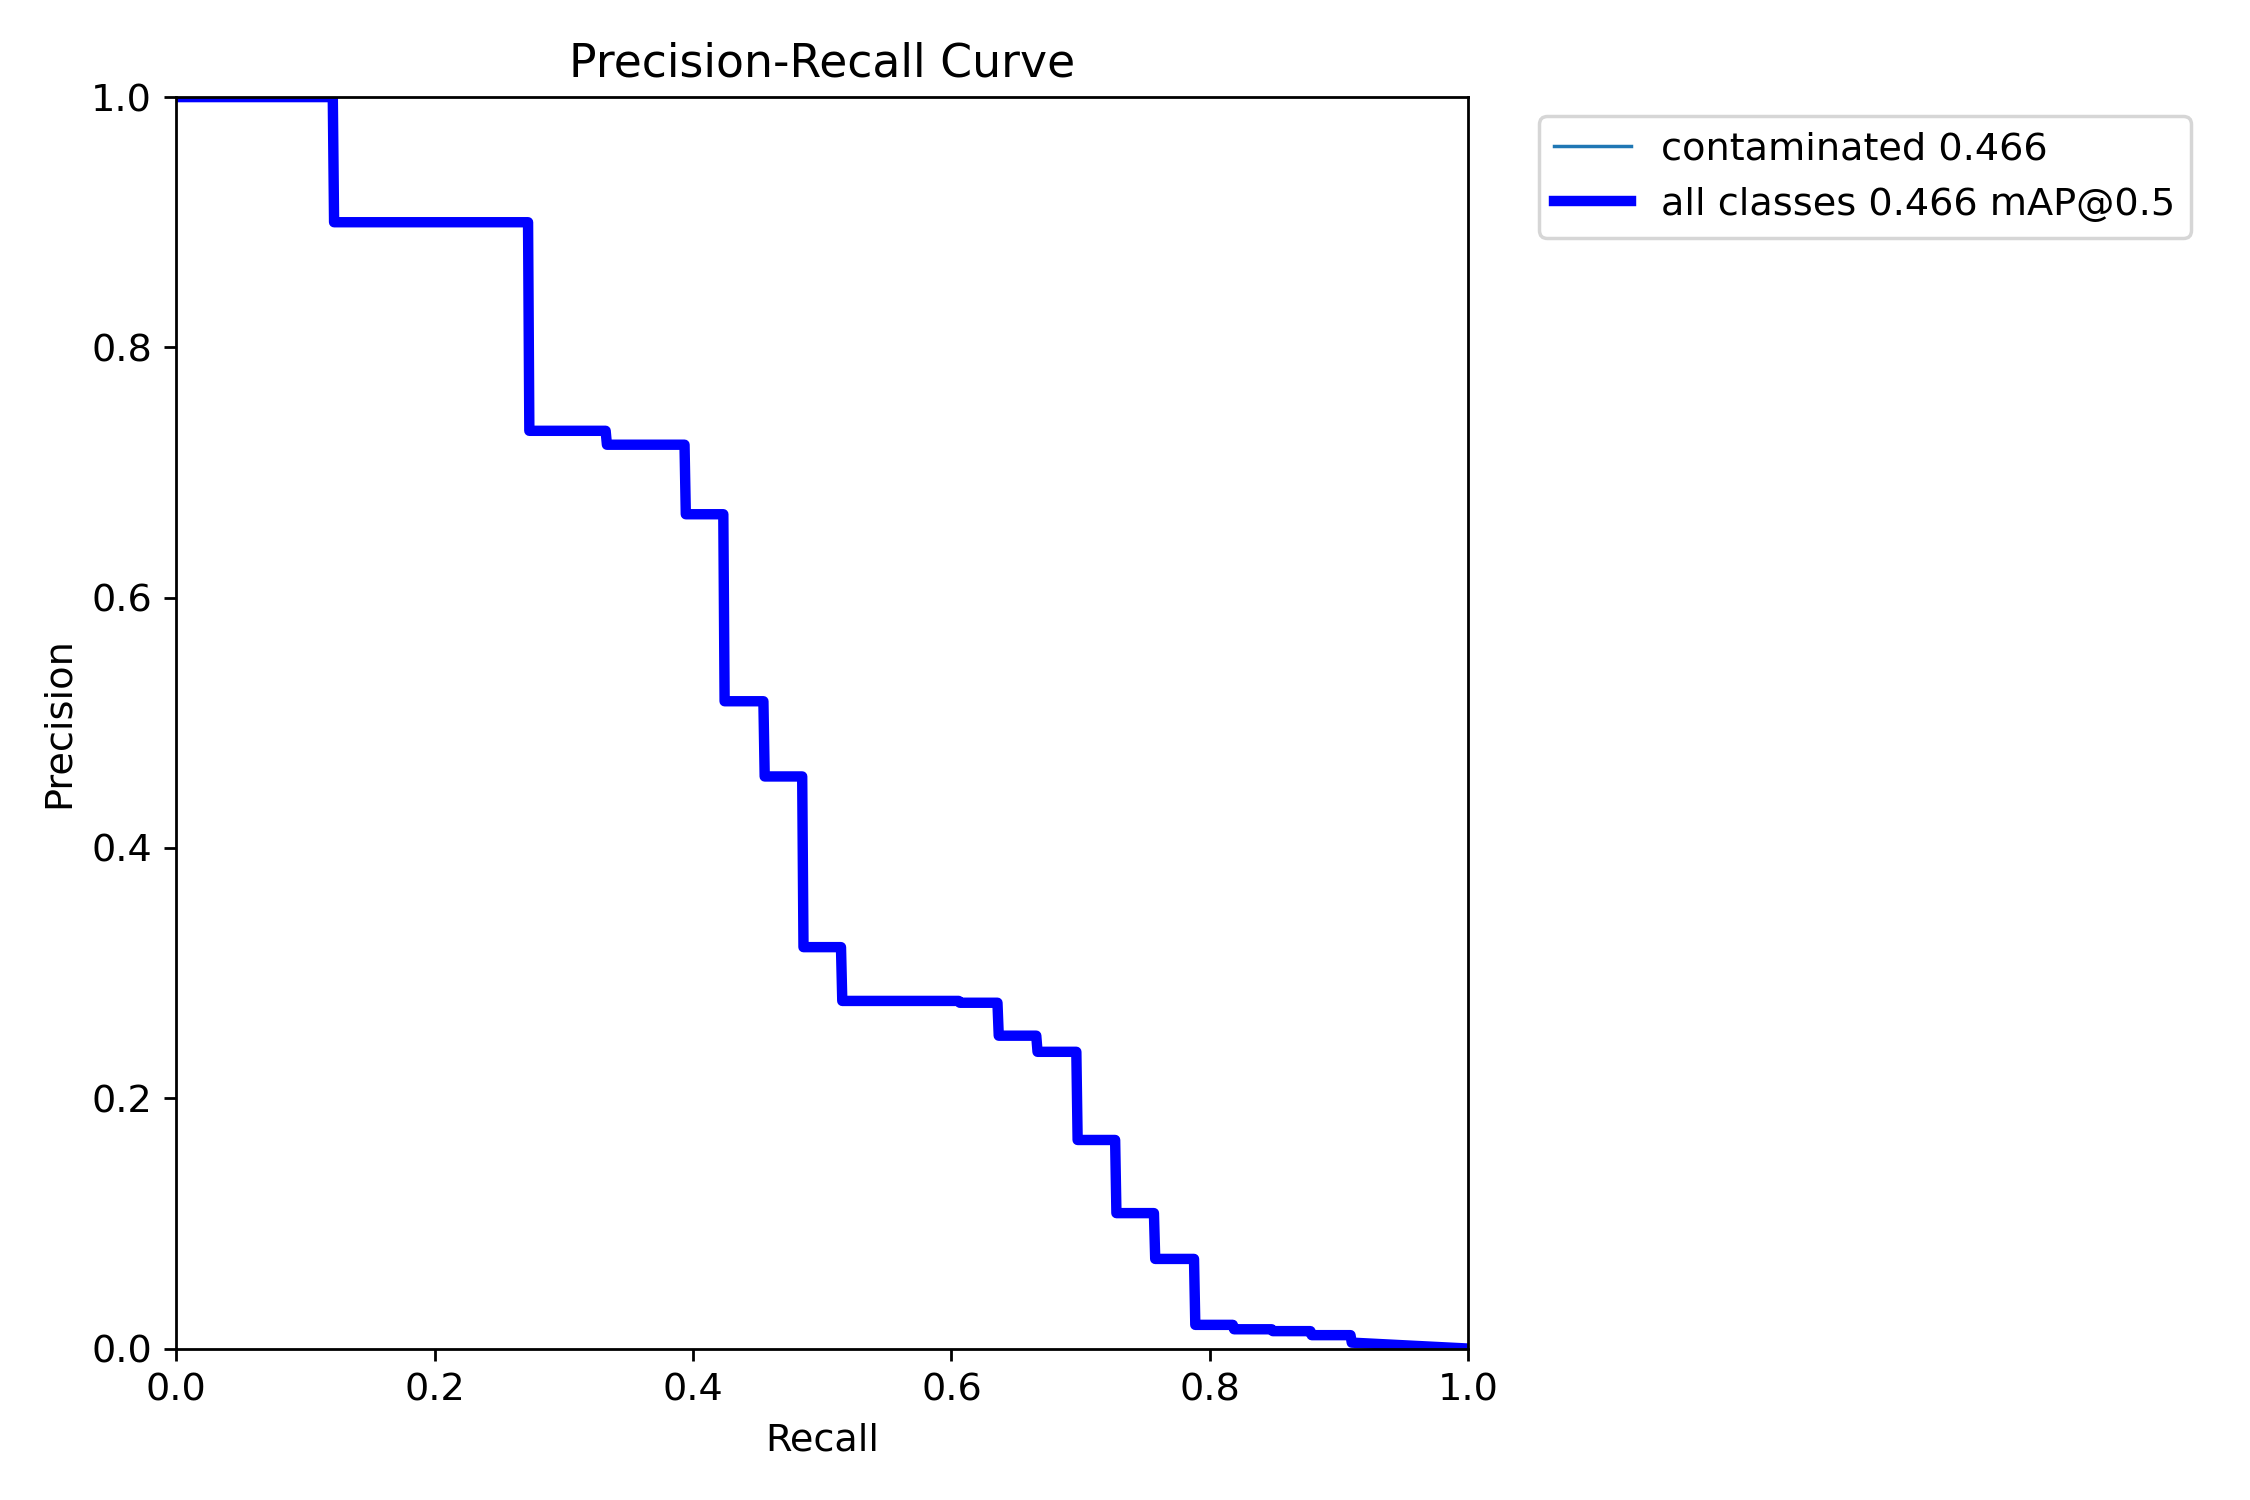 Precision-Recall Curve
contaminated 0.466
all classes 0.466 mAP@0.5
Precision
1.0
0.8
0.6
0.4
0.2
0.0
0.0 0.2 0.4 0.6 0.8 1.0
Recall